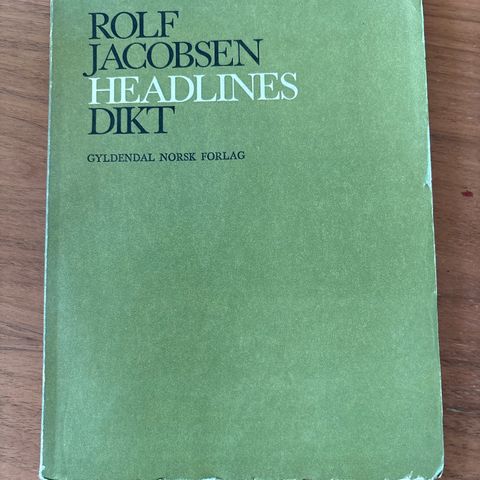 ROLF
JACOBSEN
HEADLINES
DIKT
GYLDENDAL NORSK FORLAG